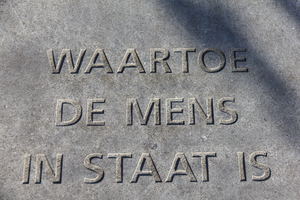 WAARTOE
DE MENS
IN STAAT IS